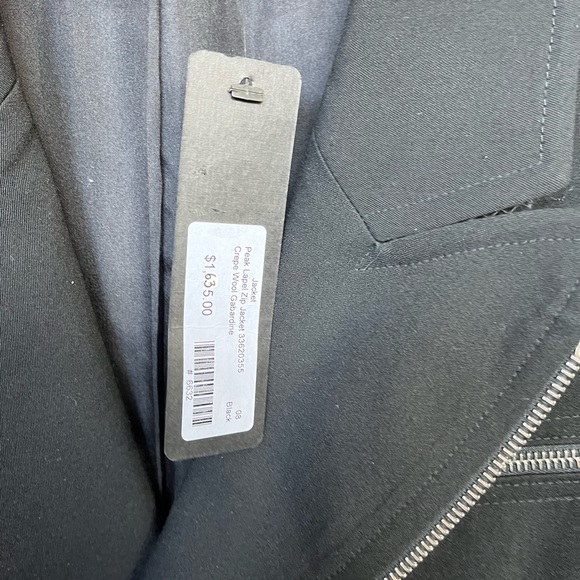 Jacket
Peak Lapel Zip Jacket 33620355 08
Crepe Wool Gabardine Black
$1,635.00
# 6632